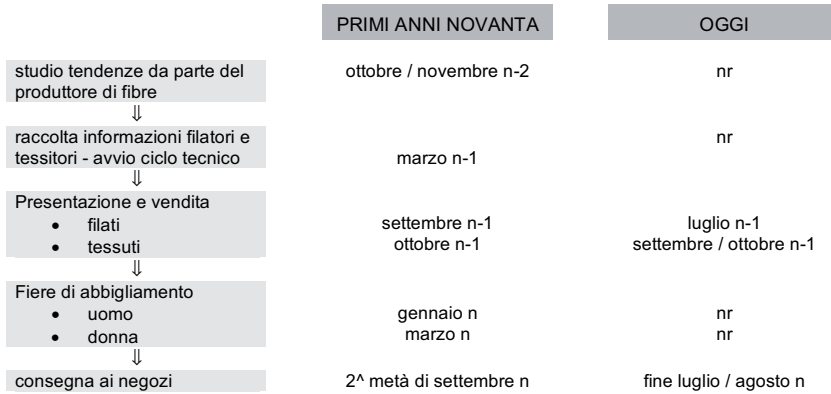 PRIMI ANNI NOVANTA OGGI
studio tendenze da parte del
produttore di fibre
ottobre / novembre n-2 nr
⇓
raccolta informazioni filatori e
tessitori - avvio ciclo tecnico
marzo n-1 nr
⇓
Presentazione e vendita
• filati settembre n-1 luglio n-1
• tessuti ottobre n-1 settembre / ottobre n-1
⇓
Fiere di abbigliamento
• uomo gennaio n nr
• donna marzo n nr
⇓
consegna ai negozi 2^ metà di settembre n fine luglio / agosto n